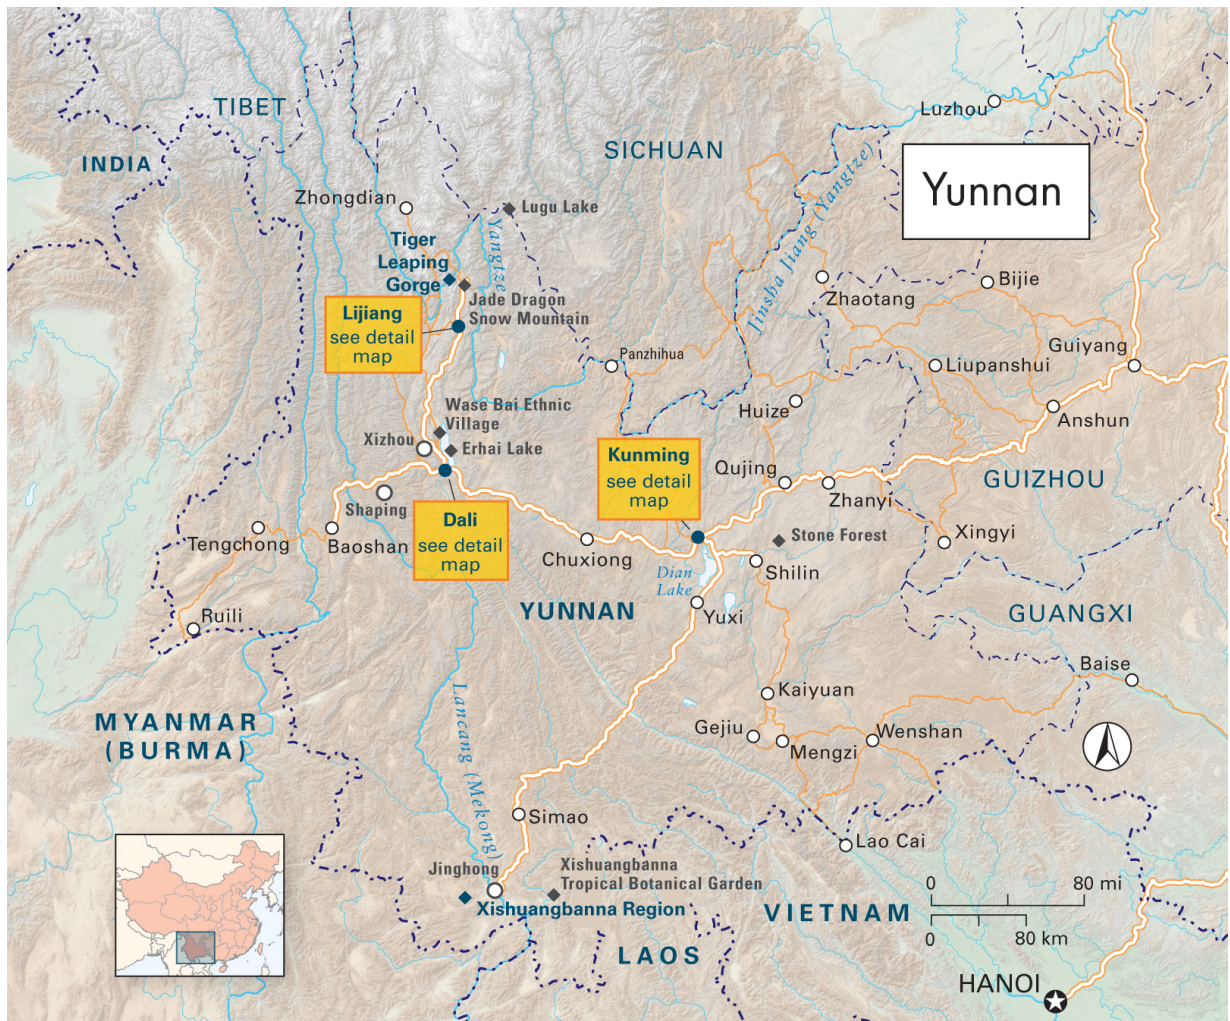 TIBET
Luzhou
SICHUAN
INDIA
Yunnan
Zhongdian
Lugu Lake
Yangtze
Jinsha Jiang (Yangtze)
Tiger
Leaping
Gorge
Jade Dragon
Snow Mountain
Zhaotang
Bijie
Lijiang
see detail
map
Panzhihua
Guiyang
Liupanshui
Huize
Anshun
Wase Bai Ethnic
Village
Xizhou
Erhai Lake
Kunming
see detail
map
Qujing
Zhanyi
GUIZHOU
Shaping
Dali
see detail
map
Tengchong
Baoshan
Chuxiong
Stone Forest
Xingyi
Dian
Lake
Shilin
YUNNAN
Yuxi
Ruili
GUANGXI
Baise
Kaiyuan
Lancang (Mekong)
MYANMAR
(BURMA)
Gejiu
Mengzi
Wenshan
Simao
Lao Cai
Jinghong
Xishuangbanna
Tropical Botanical Garden
Xishuangbanna Region
0 80 mi
0 80 km
VIETNAM
LAOS
HANOI